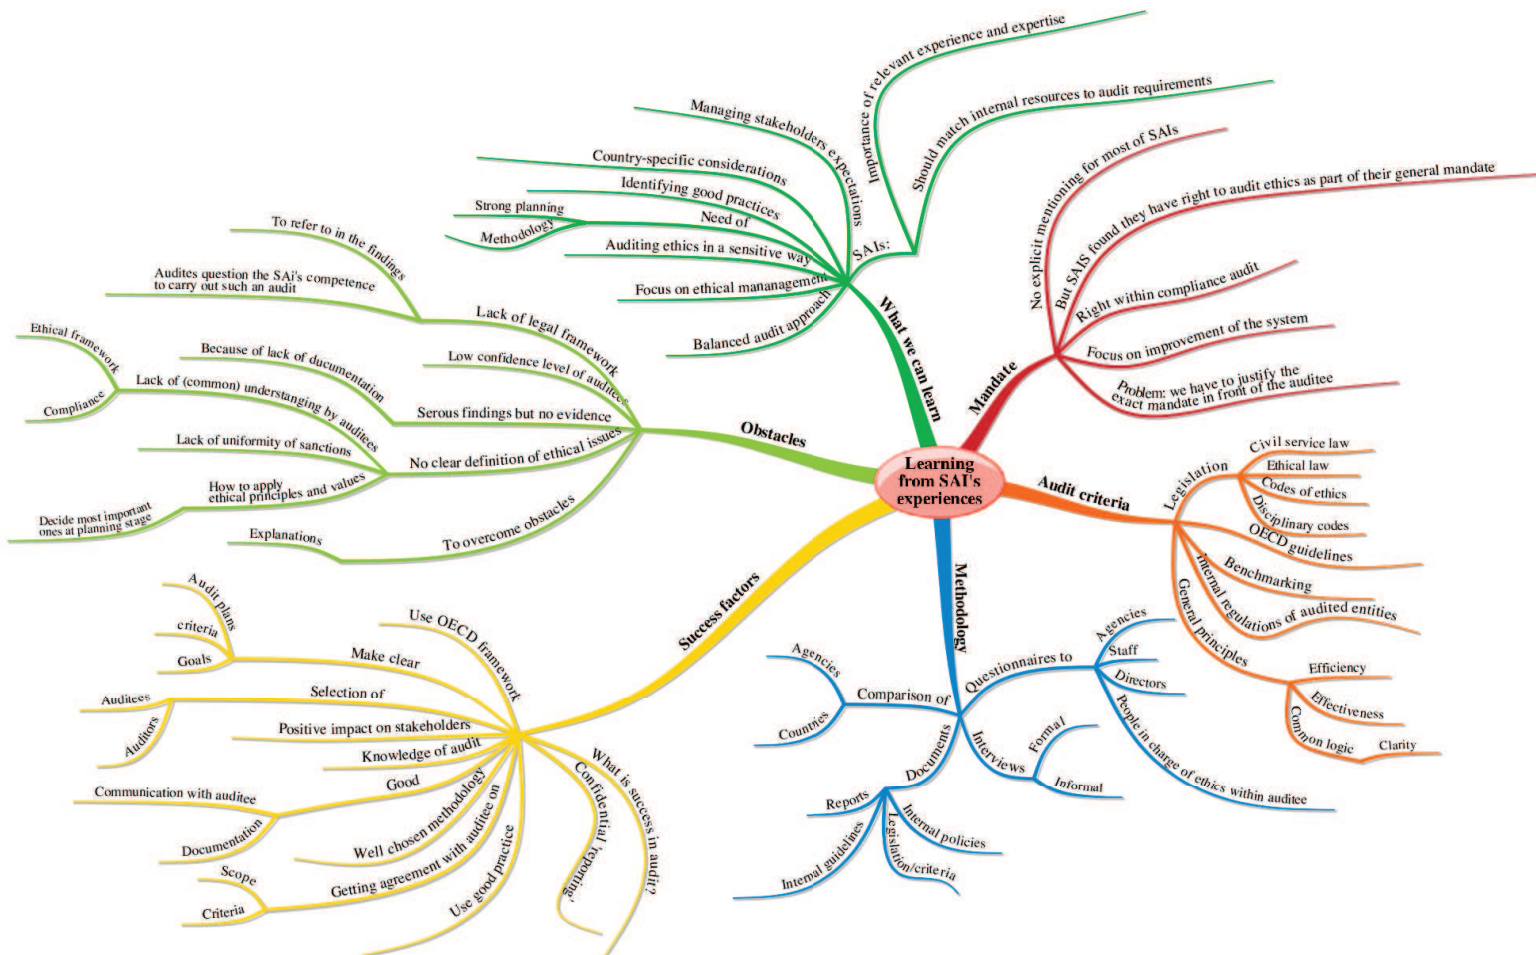 Learning
from SAI's
experiences
What we can learn
SAIs:
Importance of relevant experience and expertise
Should match internal resources to audit requirements
Managing stakeholders expectations
Country-specific considerations
Identifying good practices
Need of
Strong planning
Methodology
Auditing ethics in a sensitive way
Focus on ethical mananagement
Balanced audit approach
Mandate
No explicit mentioning for most of SAIs
But SAIS found they have right to audit ethics as part of their general mandate
Right within compliance audit
Focus on improvement of the system
Problem: we have to justify the
exact mandate in front of the auditee
Audit criteria
Legislation
Civil service law
Ethical law
Codes of ethics
Disciplinary codes
OECD guidelines
Benchmarking
Internal regulations of audited entities
General principles
Efficiency
Effectiveness
Common logic
Clarity
Methodology
Questionnaires to
Agencies
Staff
Directors
People in charge of ethics within auditee
Interviews
Formal
Informal
Documents
Internal policies
Legislation/criteria
Internal guidelines
Reports
Comparison of
Agencies
Countries
Success factors
Use OECD framework
Make clear
Audit plans
criteria
Goals
Selection of
Auditees
Auditors
Positive impact on stakeholders
Knowledge of audit
Good
Communication with auditee
Documentation
Well chosen methodology
Getting agreement with auditee on
Scope
Criteria
Use good practice
Confidential 'reporting'
What is success in audit?
Obstacles
Lack of legal framework
To refer to in the findings
Audites question the SAi's competence
to carry out such an audit
Low confidence level of auditees
Serous findings but no evidence
Because of lack of ducumentation
No clear definition of ethical issues
Lack of (common) understanging by auditees
Ethical framework
Compliance
Lack of uniformity of sanctions
How to apply
ethical principles and values
Decide most important
ones at planning stage
To overcome obstacles
Explanations